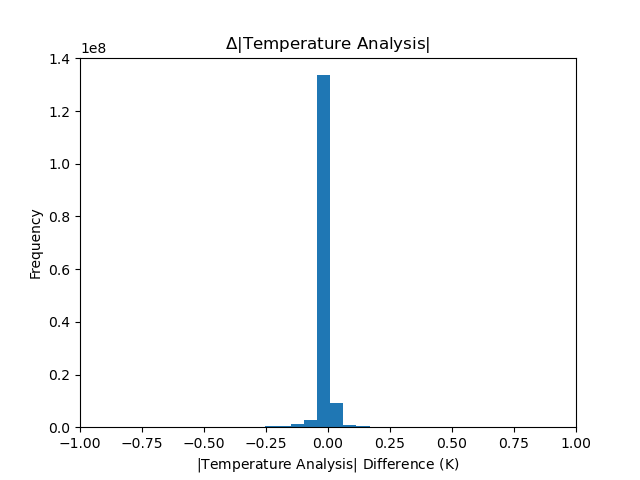 Δ|Temperature Analysis|
1e8
1.4
1.2
1.0
0.8
0.6
0.4
0.2
0.0
Frequency
−1.00 −0.75 −0.50 −0.25 0.00 0.25 0.50 0.75 1.00
|Temperature Analysis| Difference (K)